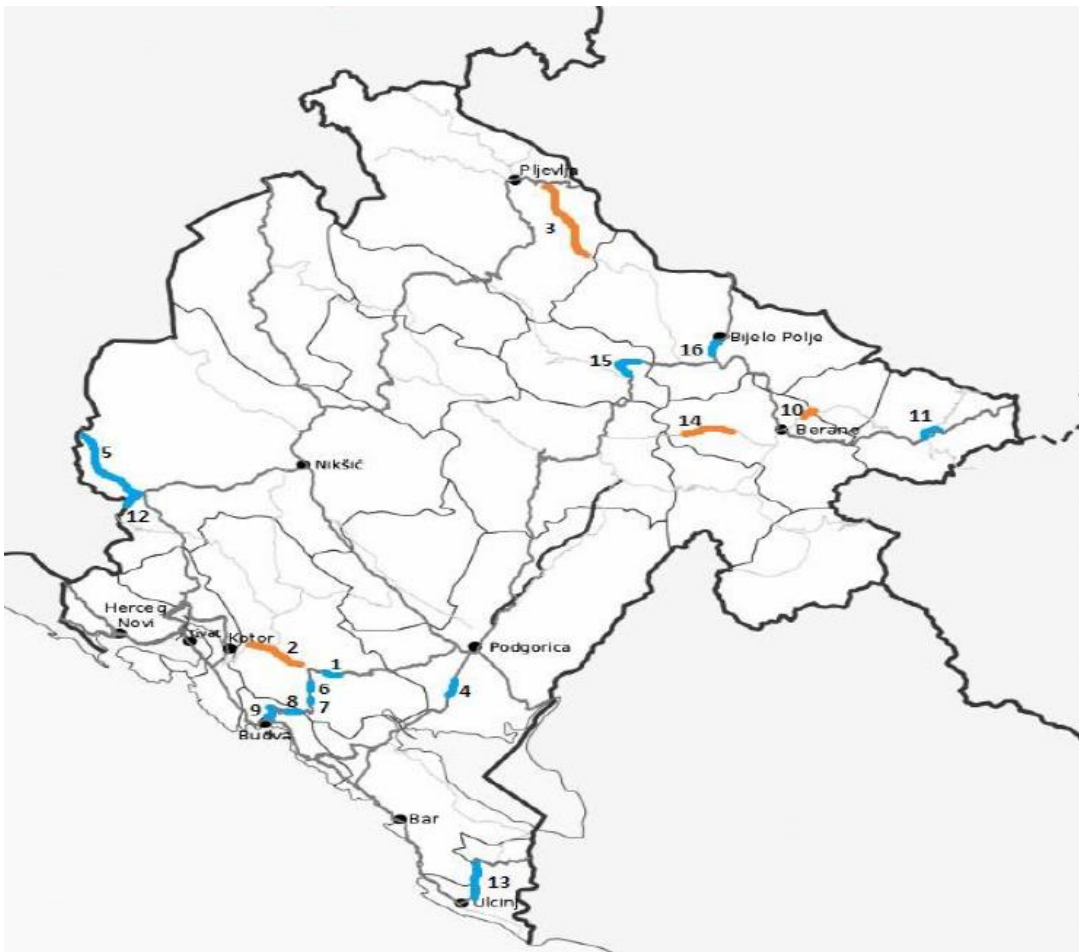 Pljevlja
3
Bijelo Polje
16
15
10
11
14
Berane
5
Nikšić
12
Herceg
Novi
Tivat
Kotor
2
Podgorica
1
6
4
8
7
9
Budva
Bar
13
Ulcinj